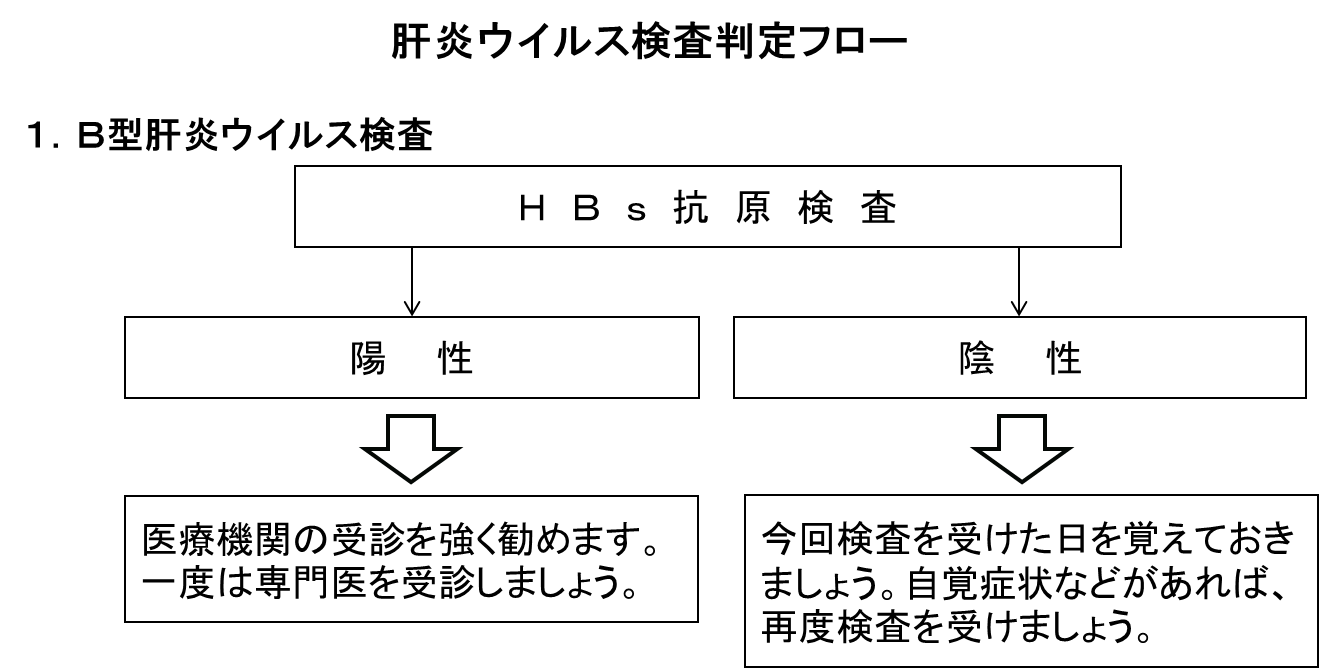 肝炎ウイルス検査判定フロー
１．Ｂ型肝炎ウイルス検査
ＨＢｓ抗原検査
陽　性
陰　性
医療機関の受診を強く勧めます。
一度は専門医を受診しましょう。
今回検査を受けた日を覚えておき
ましょう。自覚症状などがあれば、
再度検査を受けましょう。